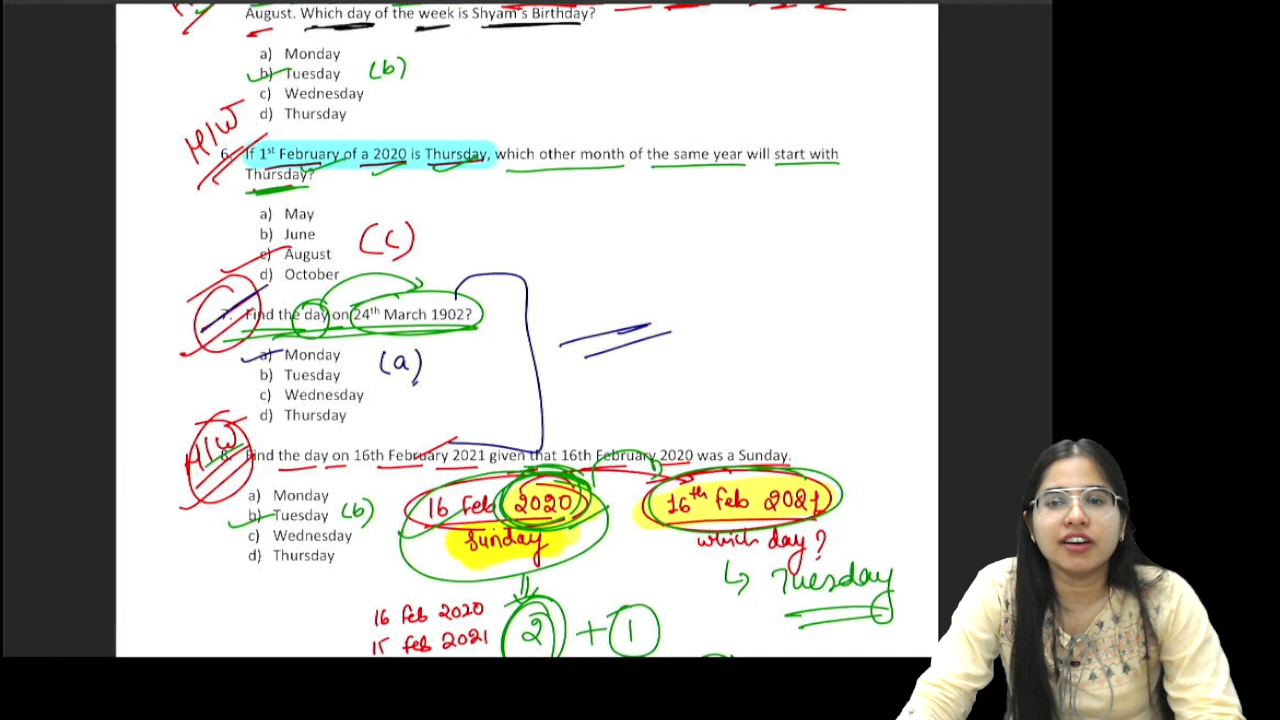 August. Which day of the week is Shyam's Birthday?
a) Monday
b) Tuesday (b)
c) Wednesday
d) Thursday
H/W
6. If 1st February of a 2020 is Thursday, which other month of the same year will start with
Thursday?
a) May
b) June
c) August (c)
d) October
7. Find the day on 24th March 1902?
a) Monday (a)
b) Tuesday
c) Wednesday
d) Thursday
H/W
8. Find the day on 16th February 2021 given that 16th February 2020 was a Sunday.
a) Monday
b) Tuesday (b)
c) Wednesday
d) Thursday
16 Feb 2020 16th Feb 2021
Sunday which day?
↳ Tuesday
16 Feb 2020
15 Feb 2021
2 + 1